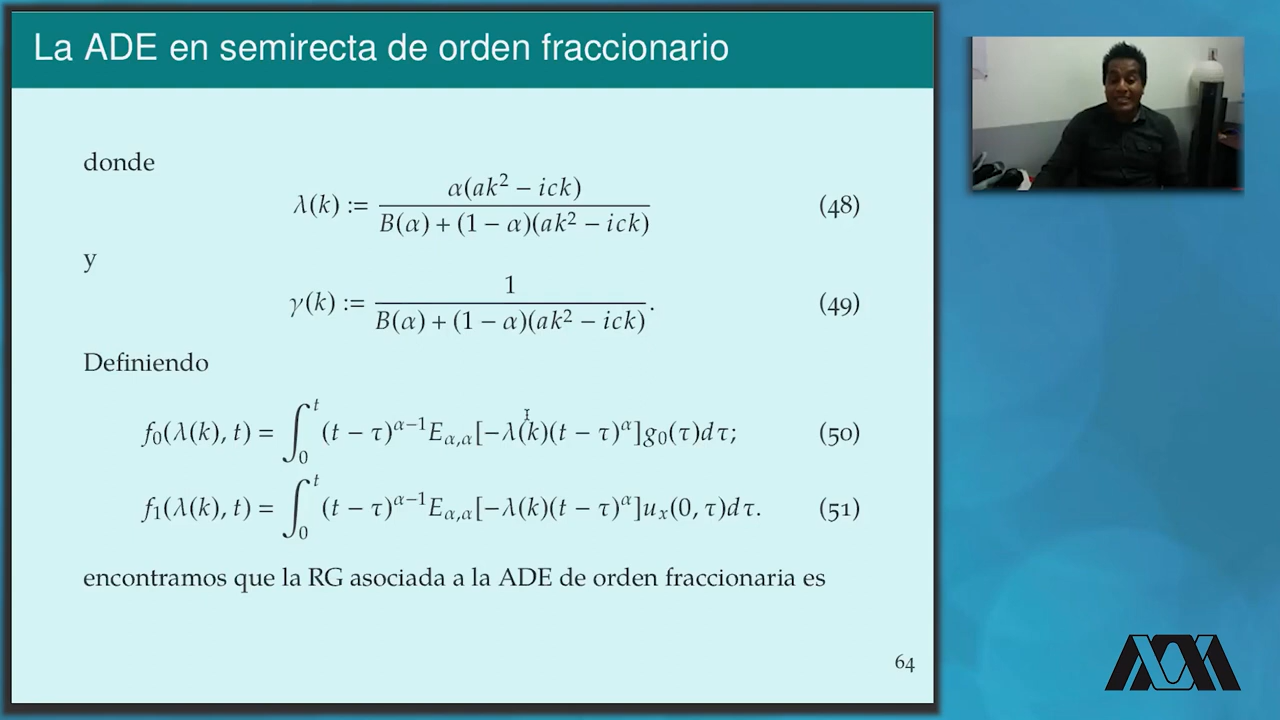 La ADE en semirecta de orden fraccionario
donde
λ(k) := α(ak² − ick) / B(α) + (1 − α)(ak² − ick) (48)
y
γ(k) := 1 / B(α) + (1 − α)(ak² − ick) . (49)
Definiendo
f₀(λ(k), t) = ∫₀ᵗ (t − τ)^{α−1} E_{α,α}[−λ(k)(t − τ)^α] g₀(τ)dτ; (50)
f₁(λ(k), t) = ∫₀ᵗ (t − τ)^{α−1} E_{α,α}[−λ(k)(t − τ)^α] uₓ(0, τ)dτ. (51)
encontramos que la RG asociada a la ADE de orden fraccionaria es
64